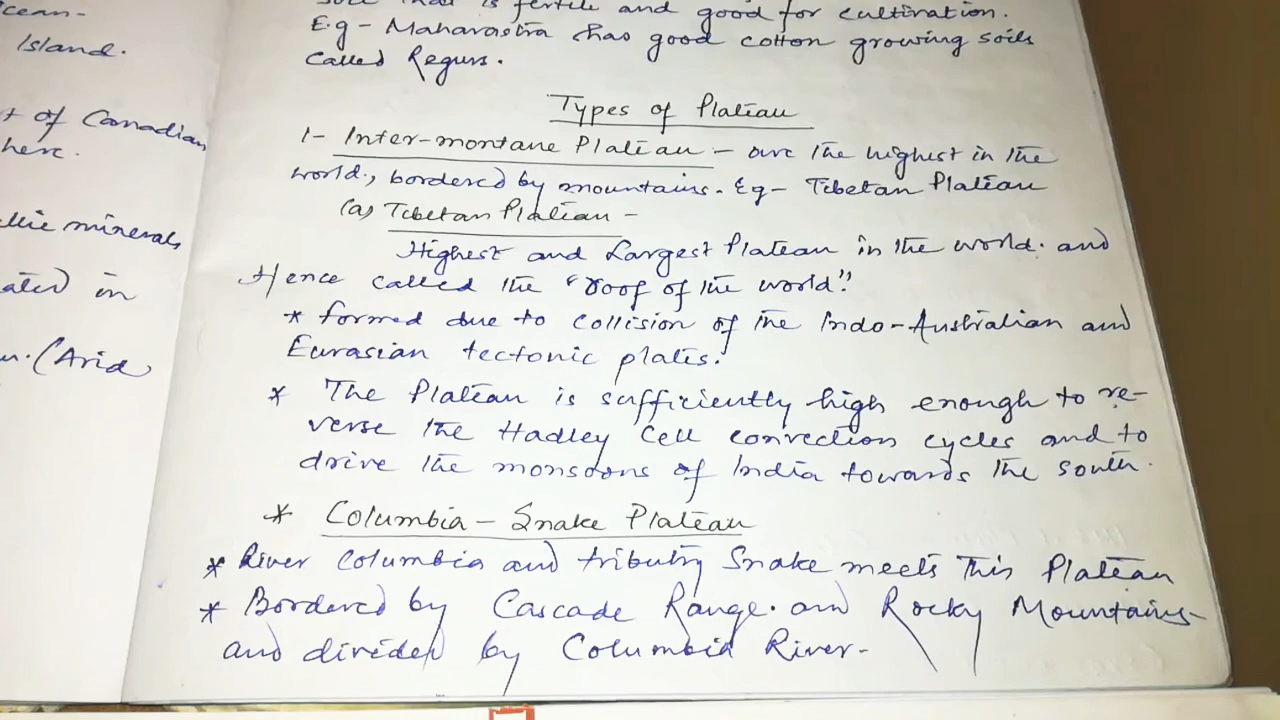 cean-
Island.
t of Canadian
here.
llic minerals
ated in
(Arid
soil that is fertile and good for cultivation.
E.g - Maharastra has good cotton growing soils
called Regurs.
Types of Plateau
1- Inter-montane Plateau - are the highest in the
world, bordered by mountains. Eg- Tibetan Plateau
(a) Tibetan Plateau -
Highest and Largest Plateau in the world. and
Hence called the "roof of the world".
* formed due to collision of the Indo-Australian and
Eurasian tectonic plates.
* The Plateau is sufficiently high enough to re-
verse the Hadley Cell convection cycles and to
drive the monsoons of India towards the south.
* Columbia - Snake Plateau
* River Columbia and tributry Snake meets this Plateau
* Bordered by Cascade Range. and Rocky Mountains-
and divided by Columbia River-